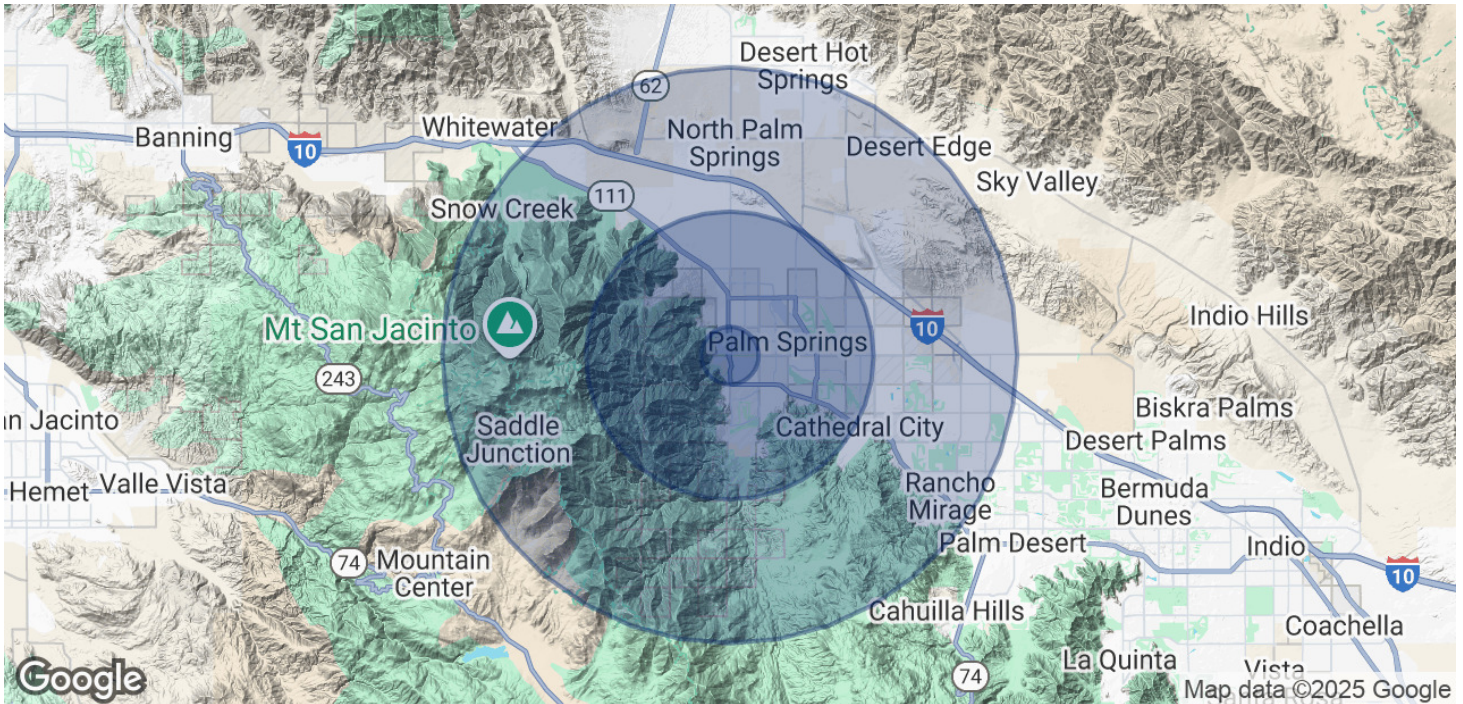 Desert Hot
Springs
62
Banning
10
Whitewater
North Palm
Springs
Desert Edge
Sky Valley
111
Snow Creek
Mt San Jacinto
Palm Springs
10
Indio Hills
243
an Jacinto
Saddle
Junction
Cathedral City
Biskra Palms
Desert Palms
Hemet
Valle Vista
Rancho
Mirage
Bermuda
Dunes
74
Mountain
Center
Palm Desert
Indio
10
Cahuilla Hills
Coachella
74
La Quinta
Vista
Santa Rosa
Google
Map data ©2025 Google